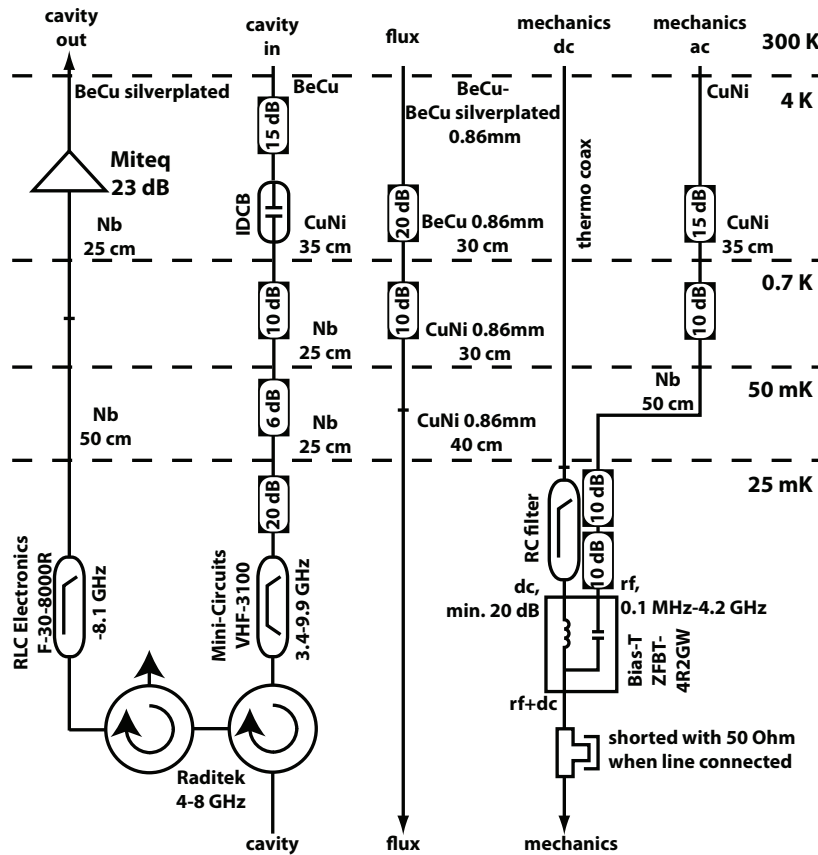 cavity
out
cavity
in
flux
mechanics
dc
mechanics
ac
300 K
BeCu silverplated
BeCu
BeCu-
BeCu silverplated
0.86mm
CuNi
4 K
15 dB
Miteq
23 dB
IDCB
Nb
25 cm
CuNi
35 cm
20 dB
BeCu 0.86mm
30 cm
thermo coax
15 dB
CuNi
35 cm
10 dB
Nb
25 cm
10 dB
CuNi 0.86mm
30 cm
10 dB
0.7 K
Nb
50 cm
6 dB
Nb
25 cm
CuNi 0.86mm
40 cm
Nb
50 cm
50 mK
20 dB
RC filter
10 dB
10 dB
25 mK
RLC Electronics
F-30-8000R
-8.1 GHz
Mini-Circuits
VHF-3100
3.4-9.9 GHz
dc,
min. 20 dB
rf,
0.1 MHz-4.2 GHz
Bias-T
ZFBT-
4R2GW
rf+dc
Raditek
4-8 GHz
shorted with 50 Ohm
when line connected
cavity
flux
mechanics